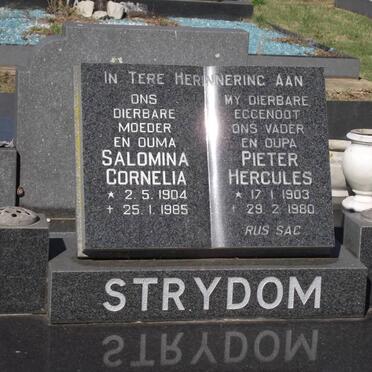 IN TERE HERINNERING AAN
ONS
DIERBARE
MOEDER
EN OUMA
SALOMINA
CORNELIA
* 2.5.1904
+ 25.1.1985
MY DIERBARE
EGGENOOT
ONS VADER
EN OUPA
PIETER
HERCULES
* 17.1.1903
+ 29.2.1980
RUS SAG
STRYDOM